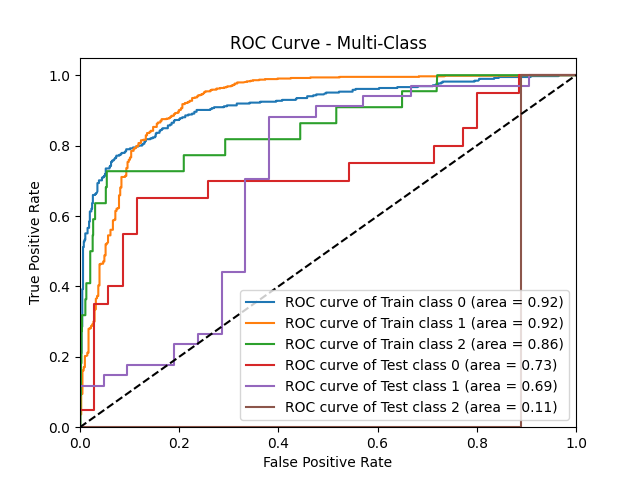 ROC Curve - Multi-Class
1.0
0.8
0.6
0.4
0.2
0.0
True Positive Rate
ROC curve of Train class 0 (area = 0.92)
ROC curve of Train class 1 (area = 0.92)
ROC curve of Train class 2 (area = 0.86)
ROC curve of Test class 0 (area = 0.73)
ROC curve of Test class 1 (area = 0.69)
ROC curve of Test class 2 (area = 0.11)
0.0 0.2 0.4 0.6 0.8 1.0
False Positive Rate